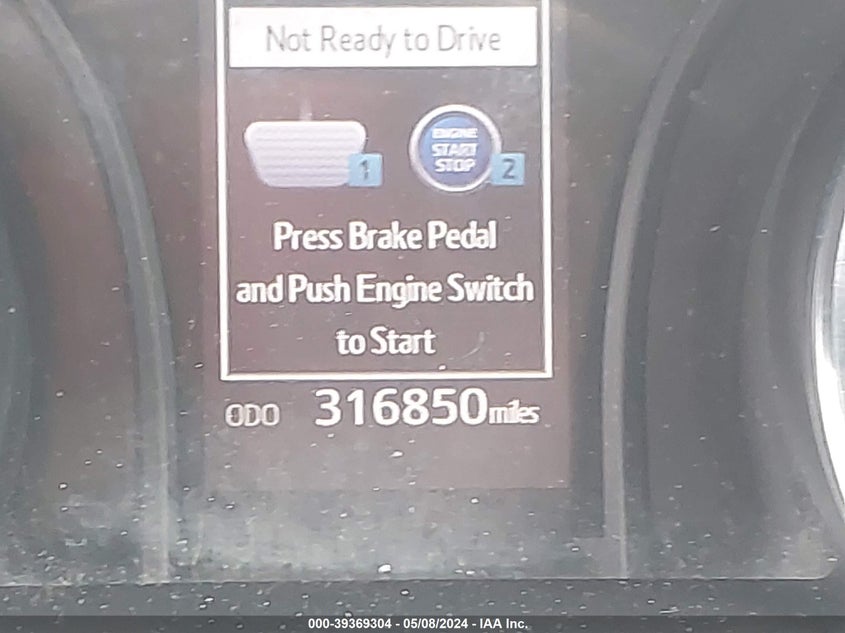 Not Ready to Drive
ENGINE
START
STOP
1
2
Press Brake Pedal
and Push Engine Switch
to Start
ODO 316850 miles
000-39369304 - 05/08/2024 - IAA Inc.